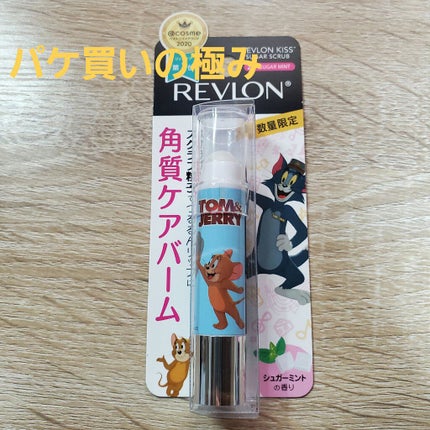 @cosme
2020
パケ買いの極み
REVLON KISS™
SUGAR SCRUB
SUGAR MINT
REVLON®
数量限定
角質ケアバーム
TOM&
JERRY
シュガーミント
の香り